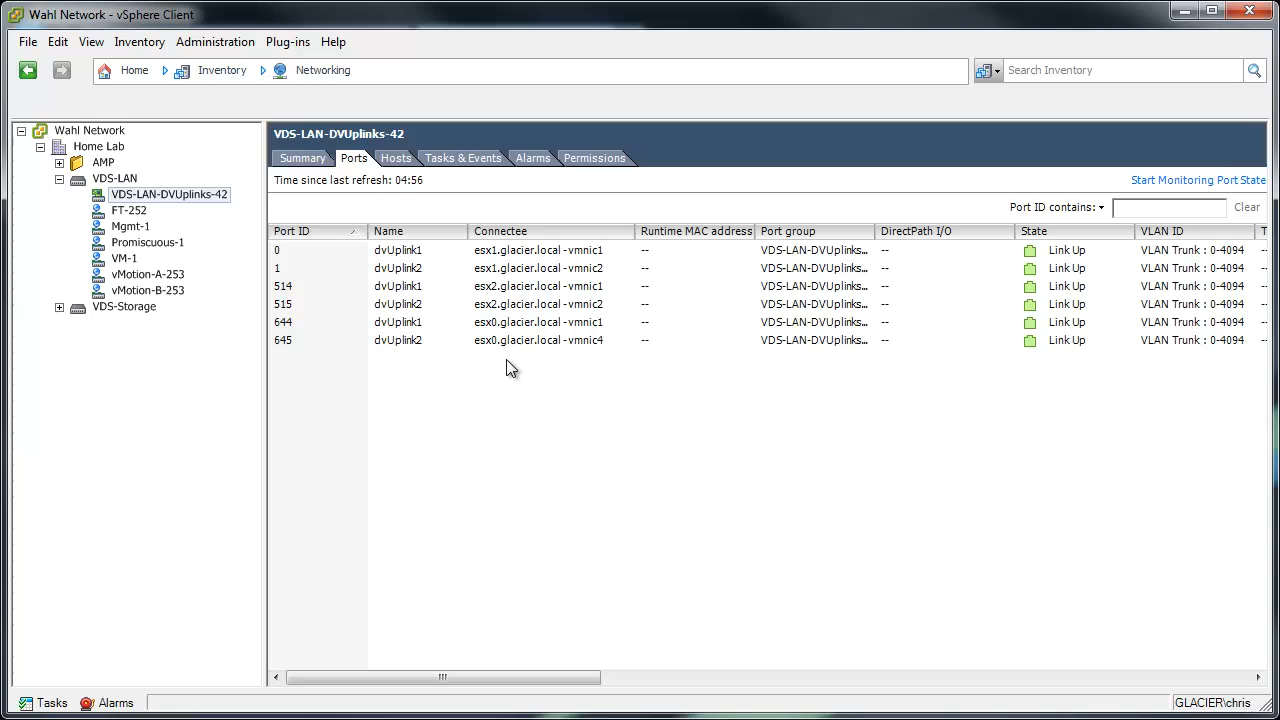 Wahl Network - vSphere Client
File Edit View Inventory Administration Plug-ins Help
Home Inventory Networking Search Inventory
Wahl Network
Home Lab
AMP
VDS-LAN
VDS-LAN-DVUplinks-42
FT-252
Mgmt-1
Promiscuous-1
VM-1
vMotion-A-253
vMotion-B-253
VDS-Storage
VDS-LAN-DVUplinks-42
Summary Ports Hosts Tasks & Events Alarms Permissions
Time since last refresh: 04:56 Start Monitoring Port State
Port ID contains: Clear
Port ID Name Connectee Runtime MAC address Port group DirectPath I/O State VLAN ID T
0 dvUplink1 esx1.glacier.local - vmnic1 -- VDS-LAN-DVUplinks... -- Link Up VLAN Trunk : 0-4094 --
1 dvUplink2 esx1.glacier.local - vmnic2 -- VDS-LAN-DVUplinks... -- Link Up VLAN Trunk : 0-4094 --
514 dvUplink1 esx2.glacier.local - vmnic1 -- VDS-LAN-DVUplinks... -- Link Up VLAN Trunk : 0-4094 --
515 dvUplink2 esx2.glacier.local - vmnic2 -- VDS-LAN-DVUplinks... -- Link Up VLAN Trunk : 0-4094 --
644 dvUplink1 esx0.glacier.local - vmnic1 -- VDS-LAN-DVUplinks... -- Link Up VLAN Trunk : 0-4094 --
645 dvUplink2 esx0.glacier.local - vmnic4 -- VDS-LAN-DVUplinks... -- Link Up VLAN Trunk : 0-4094 --
Tasks Alarms GLACIER\chris